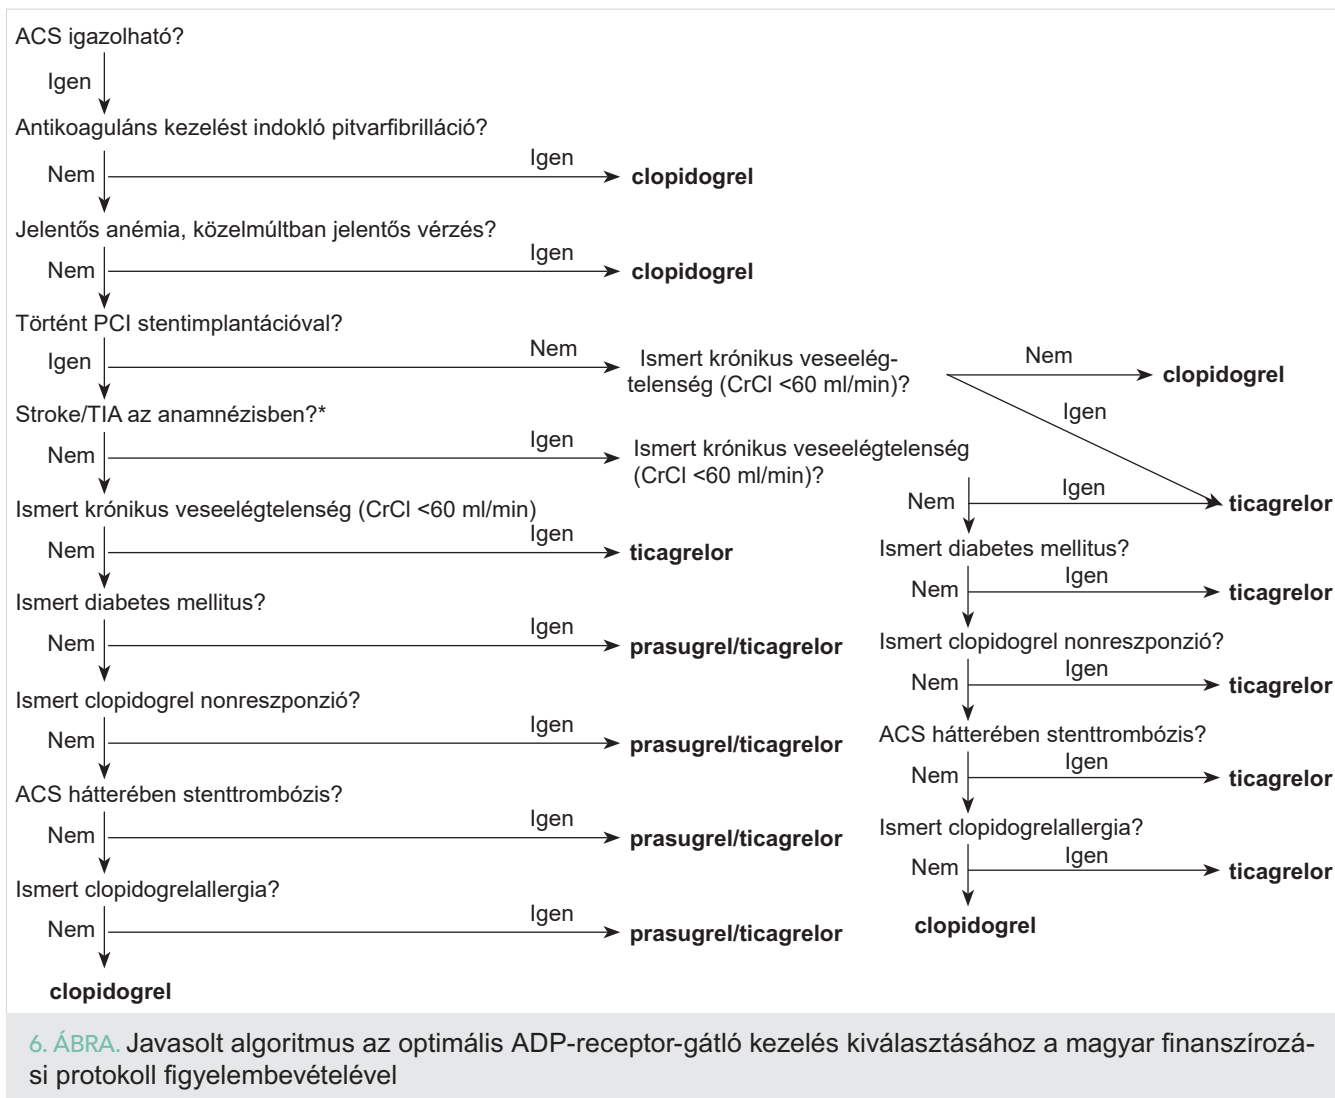 ACS igazolható?
Igen
Antikoaguláns kezelést indokló pitvarfibrilláció?
Nem
Igen
clopidogrel
Jelentős anémia, közelmúltban jelentős vérzés?
Nem
Igen
clopidogrel
Történt PCI stentimplantációval?
Igen
Nem
Ismert krónikus veseelég-
telenség (CrCl <60 ml/min)?
Nem
clopidogrel
Igen
Stroke/TIA az anamnézisben?*
Nem
Igen
Ismert krónikus veseelégtelenség
(CrCl <60 ml/min)?
Nem
Igen
ticagrelor
Ismert krónikus veseelégtelenség (CrCl <60 ml/min)
Nem
Igen
ticagrelor
Ismert diabetes mellitus?
Nem
Igen
ticagrelor
Ismert diabetes mellitus?
Nem
Igen
prasugrel/ticagrelor
Ismert clopidogrel nonreszponzió?
Nem
Igen
ticagrelor
Ismert clopidogrel nonreszponzió?
Nem
Igen
prasugrel/ticagrelor
ACS hátterében stenttrombózis?
Nem
Igen
ticagrelor
ACS hátterében stenttrombózis?
Nem
Igen
prasugrel/ticagrelor
Ismert clopidogrelallergia?
Nem
Igen
ticagrelor
clopidogrel
Ismert clopidogrelallergia?
Nem
Igen
prasugrel/ticagrelor
clopidogrel
6. ÁBRA. Javasolt algoritmus az optimális ADP-receptor-gátló kezelés kiválasztásához a magyar finanszírozá-
si protokoll figyelembevételével